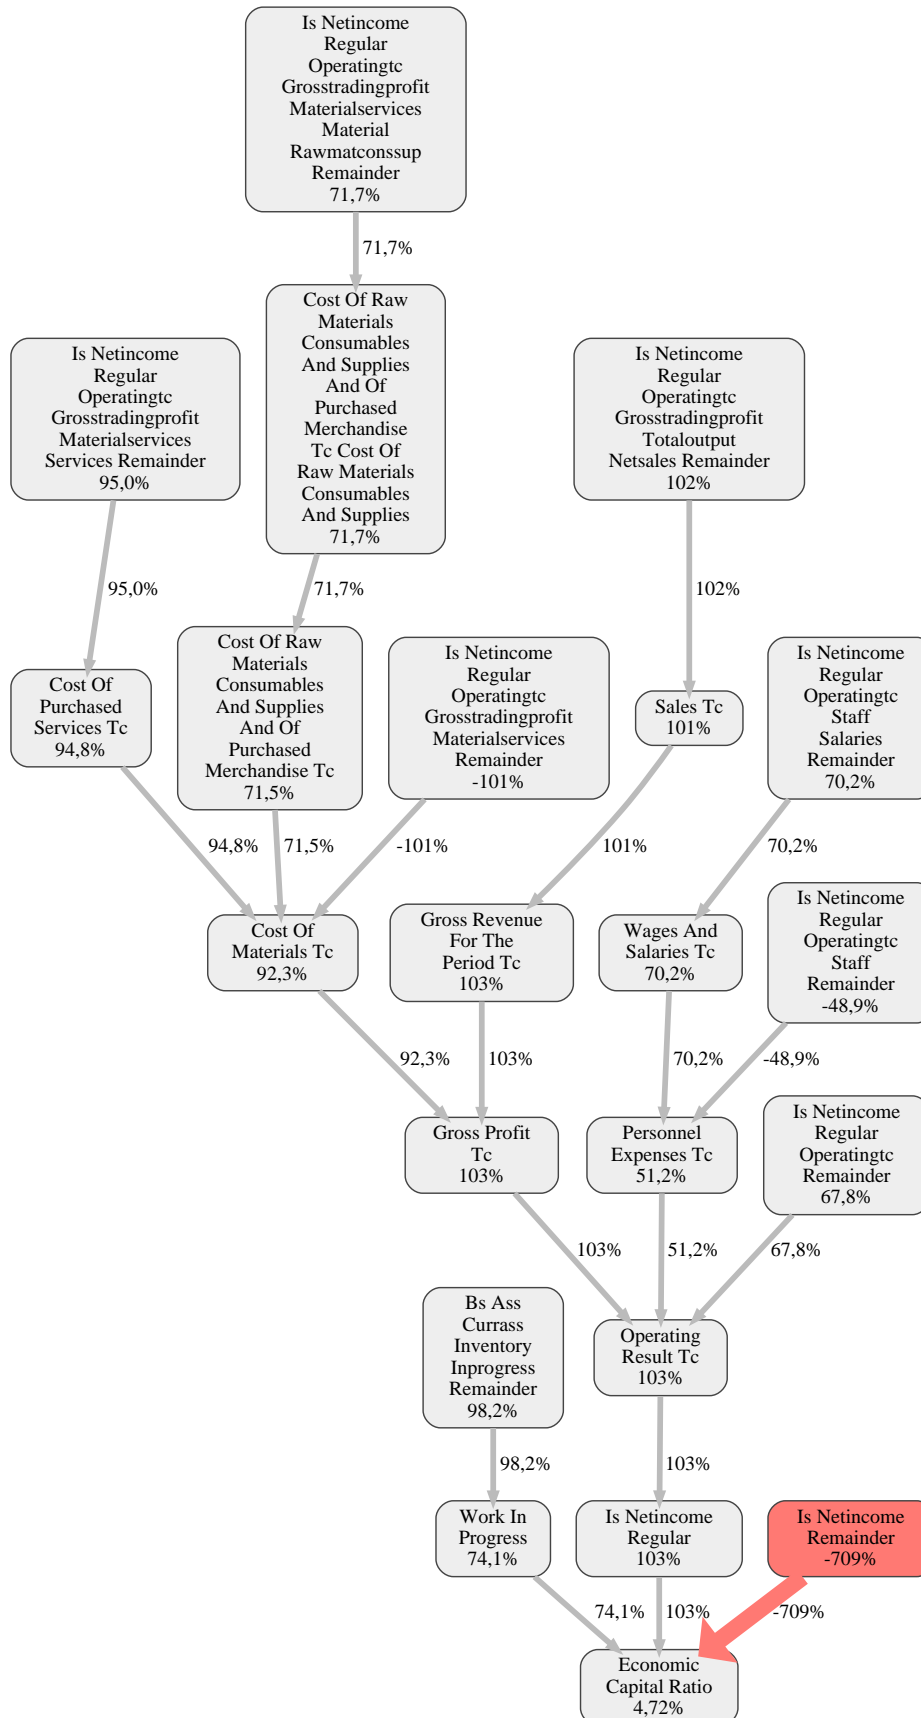 Is Netincome
Regular
Operatingtc
Grosstradingprofit
Materialservices
Material
Rawmatconssup
Remainder
71,7%
71,7%
Cost Of Raw
Materials
Consumables
And Supplies
And Of
Purchased
Merchandise
Tc Cost Of
Raw Materials
Consumables
And Supplies
71,7%
Is Netincome
Regular
Operatingtc
Grosstradingprofit
Materialservices
Services Remainder
95,0%
Is Netincome
Regular
Operatingtc
Grosstradingprofit
Totaloutput
Netsales Remainder
102%
95,0%
71,7%
102%
Cost Of
Purchased
Services Tc
94,8%
Cost Of Raw
Materials
Consumables
And Supplies
And Of
Purchased
Merchandise Tc
71,5%
Is Netincome
Regular
Operatingtc
Grosstradingprofit
Materialservices
Remainder
-101%
Sales Tc
101%
Is Netincome
Regular
Operatingtc
Staff
Salaries
Remainder
70,2%
94,8%
71,5%
-101%
101%
70,2%
Cost Of
Materials Tc
92,3%
Gross Revenue
For The
Period Tc
103%
Wages And
Salaries Tc
70,2%
Is Netincome
Regular
Operatingtc
Staff
Remainder
-48,9%
92,3%
103%
70,2%
-48,9%
Gross Profit
Tc
103%
Personnel
Expenses Tc
51,2%
Is Netincome
Regular
Operatingtc
Remainder
67,8%
103%
51,2%
67,8%
Bs Ass
Currass
Inventory
Inprogress
Remainder
98,2%
Operating
Result Tc
103%
98,2%
103%
Work In
Progress
74,1%
Is Netincome
Regular
103%
Is Netincome
Remainder
-709%
74,1%
103%
-709%
Economic
Capital Ratio
4,72%